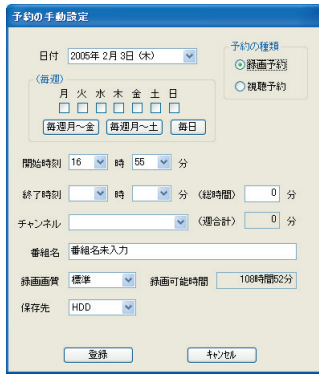 予約の手動設定
予約の種類
日付 2005年 2月 3日 (木)
録画予約
視聴予約
(毎週)
月 火 水 木 金 土 日
毎週月~金 毎週月~土 毎日
開始時刻 16 時 55 分
終了時刻 時 分 (総時間) 0 分
チャンネル (週合計) 0 分
番組名 番組名未入力
録画画質 標準 録画可能時間 108時間52分
保存先 HDD
登録 キャンセル